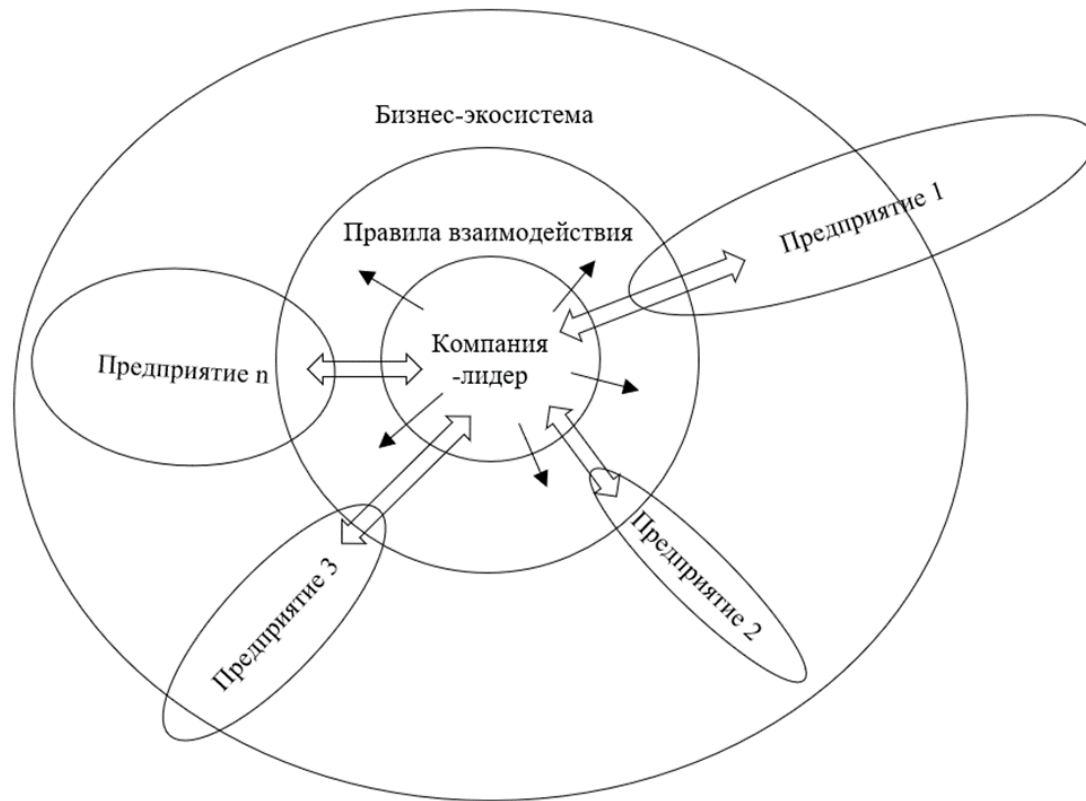 Бизнес-экосистема
Предприятие 1
Правила взаимодействия
Компания
-лидер
Предприятие n
Предприятие 2
Предприятие 3